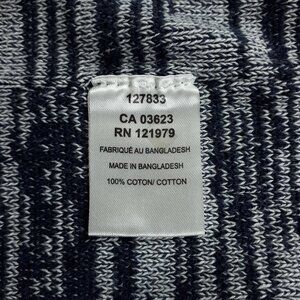 127833
CA 03623
RN 121979
FABRIQUÉ AU BANGLADESH
MADE IN BANGLADESH
100% COTON/ COTTON